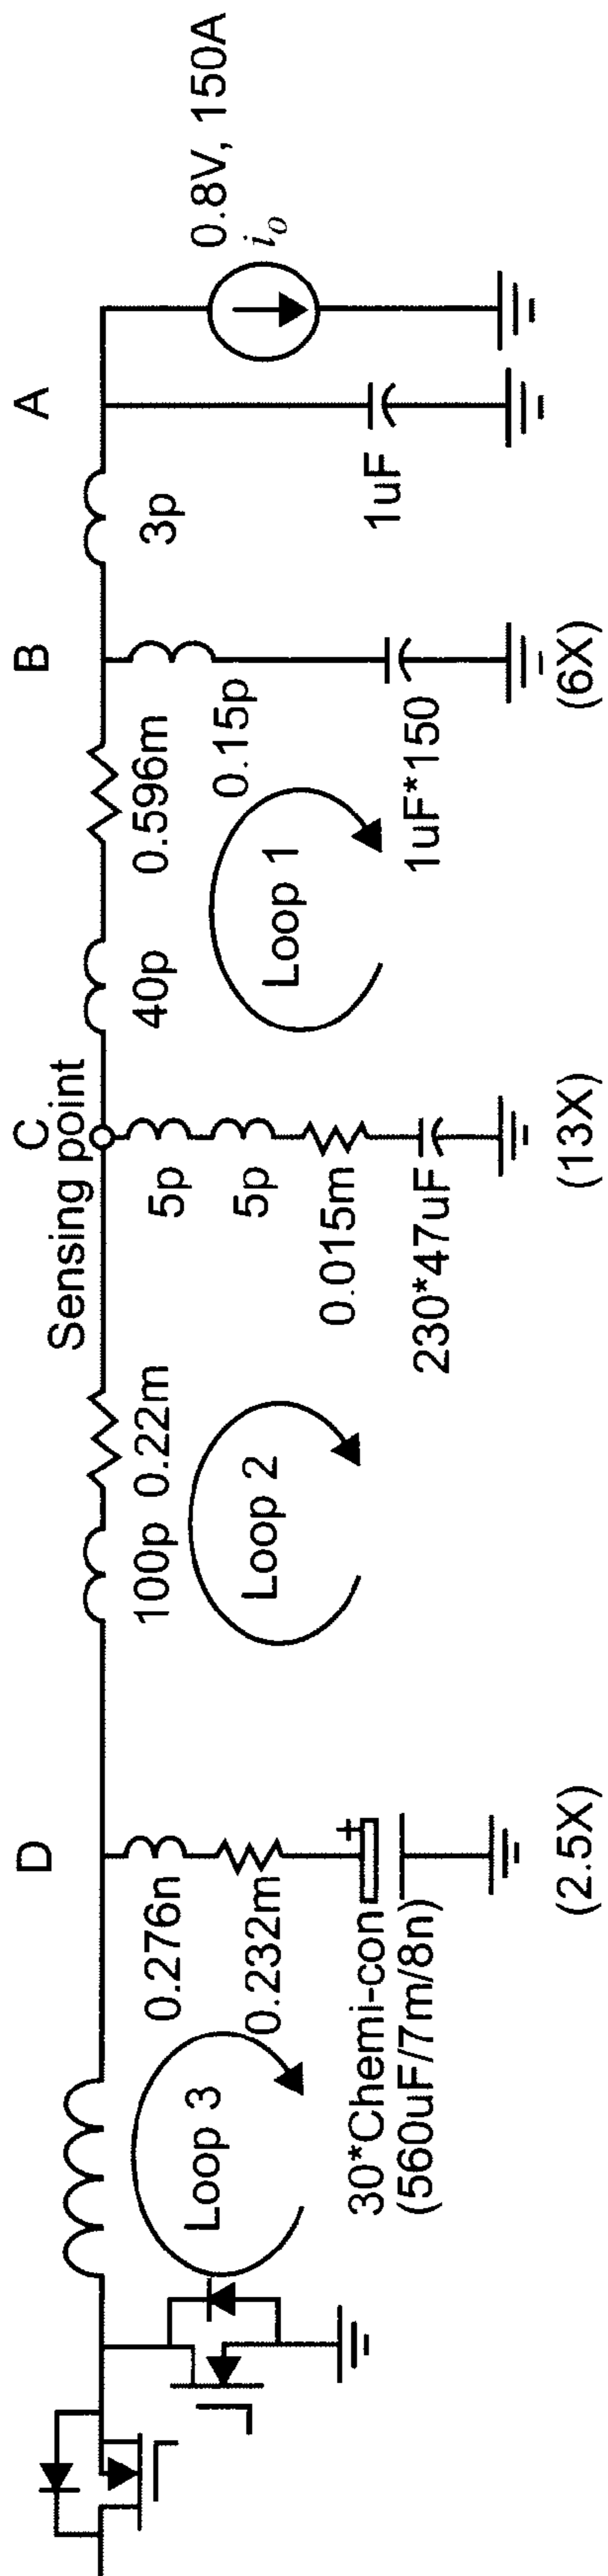 D
Sensing point
C
B
A
0.8V, 150A
i_o
100p
0.22m
40p
0.596m
3p
0.276n
0.232m
5p
5p
0.015m
0.15p
Loop 3
Loop 2
Loop 1
30*Chemi-con
(560uF/7m/8n)
230*47uF
1uF*150
1uF
+
(2.5X)
(13X)
(6X)